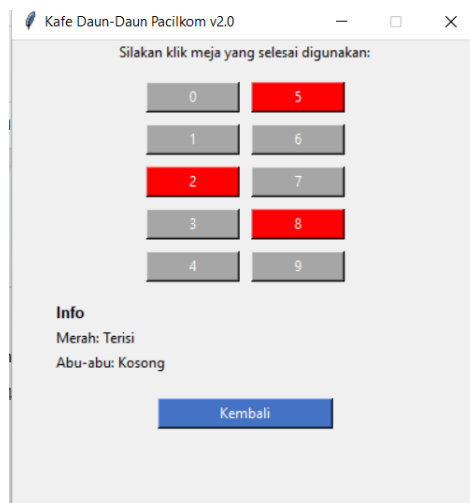 Kafe Daun-Daun Pacilkom v2.0
Silakan klik meja yang selesai digunakan:
0 5
1 6
2 7
3 8
4 9
Info
Merah: Terisi
Abu-abu: Kosong
Kembali